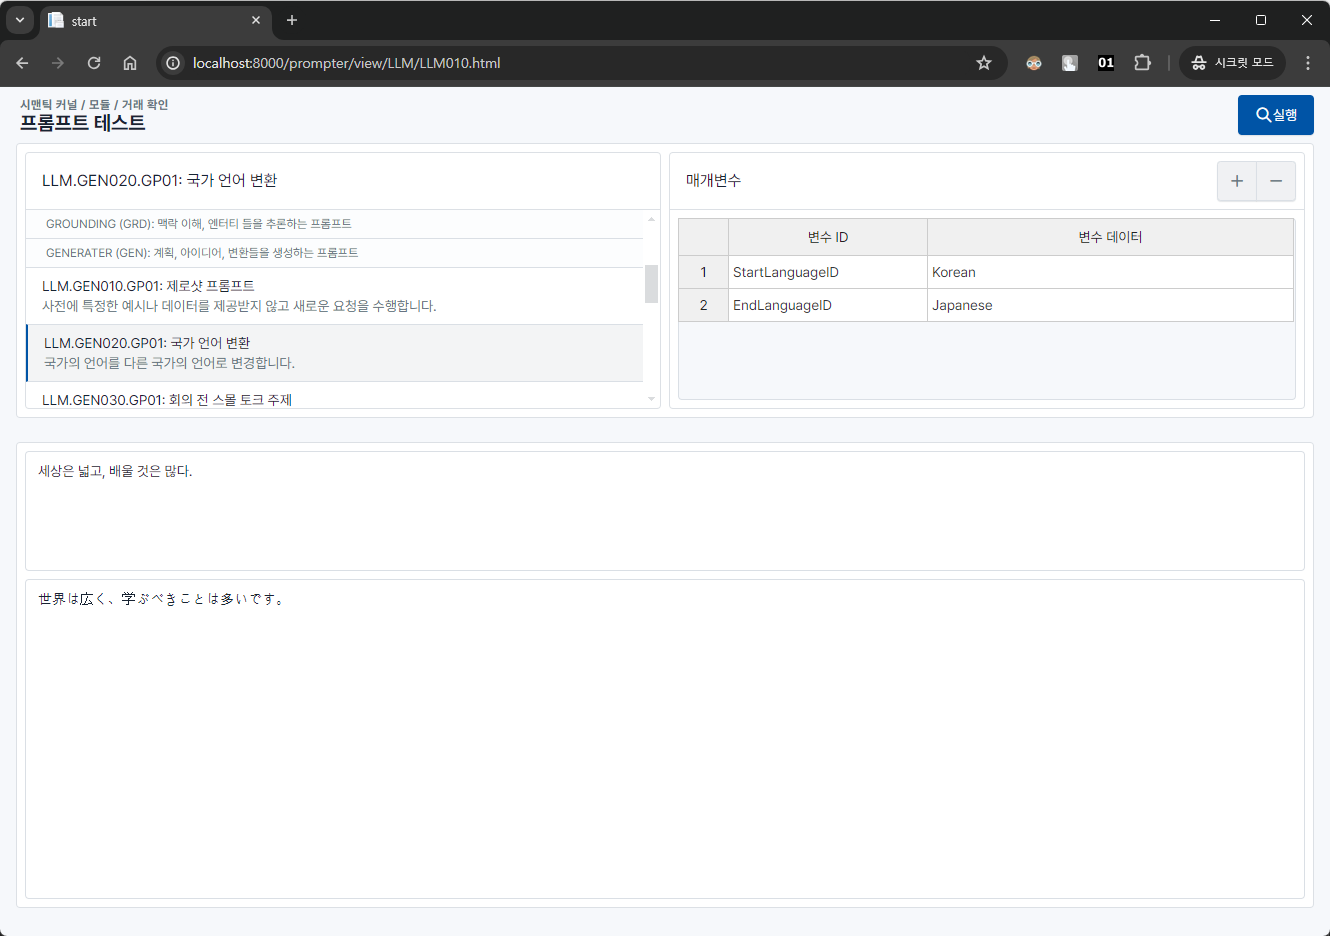 start
localhost:8000/prompter/view/LLM/LLM010.html
01
시크릿 모드
시맨틱 커널 / 모듈 / 거래 확인
프롬프트 테스트
실행
LLM.GEN020.GP01: 국가 언어 변환
GROUNDING (GRD): 맥락 이해, 엔터티 들을 추론하는 프롬프트
GENERATER (GEN): 계획, 아이디어, 변환들을 생성하는 프롬프트
LLM.GEN010.GP01: 제로샷 프롬프트
사전에 특정한 예시나 데이터를 제공받지 않고 새로운 요청을 수행합니다.
LLM.GEN020.GP01: 국가 언어 변환
국가의 언어를 다른 국가의 언어로 변경합니다.
LLM.GEN030.GP01: 회의 전 스몰 토크 주제
매개변수
변수 ID 변수 데이터
1 StartLanguageID Korean
2 EndLanguageID Japanese
세상은 넓고, 배울 것은 많다.
世界は広く、学ぶべきことは多いです。